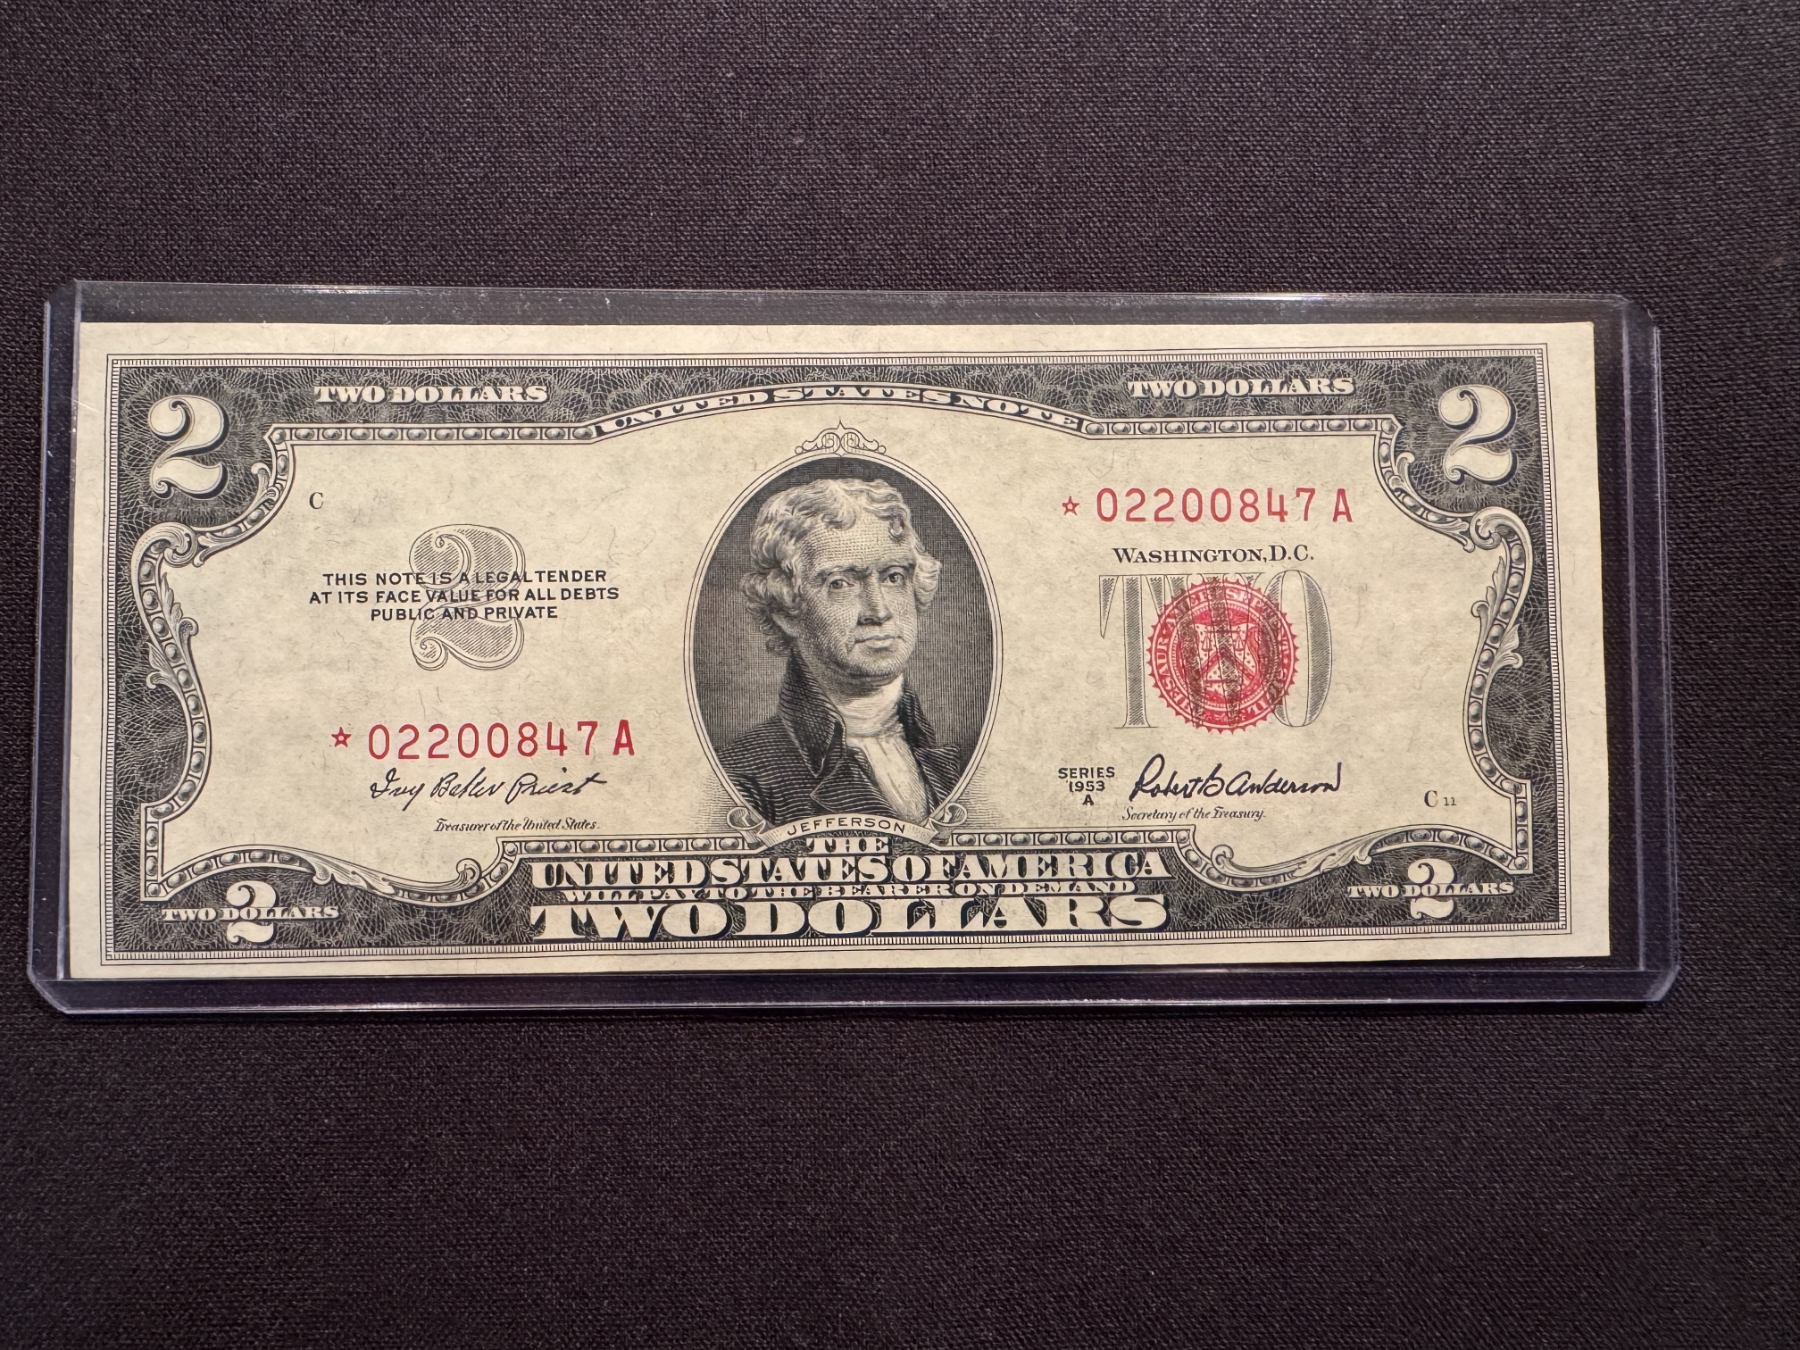 TWO DOLLARS
UNITED STATES NOTE
TWO DOLLARS
2
2
C
☆ 02200847 A
WASHINGTON, D.C.
2
THIS NOTE IS A LEGAL TENDER
AT ITS FACE VALUE FOR ALL DEBTS
PUBLIC AND PRIVATE
TWO
☆ 02200847 A
Ivy Baker Priest
Treasurer of the United States.
SERIES
1953
A
Robert B Anderson
Secretary of the Treasury.
C 11
JEFFERSON
THE
UNITED STATES OF AMERICA
WILL PAY TO THE BEARER ON DEMAND
TWO DOLLARS
2
TWO DOLLARS
2
TWO DOLLARS